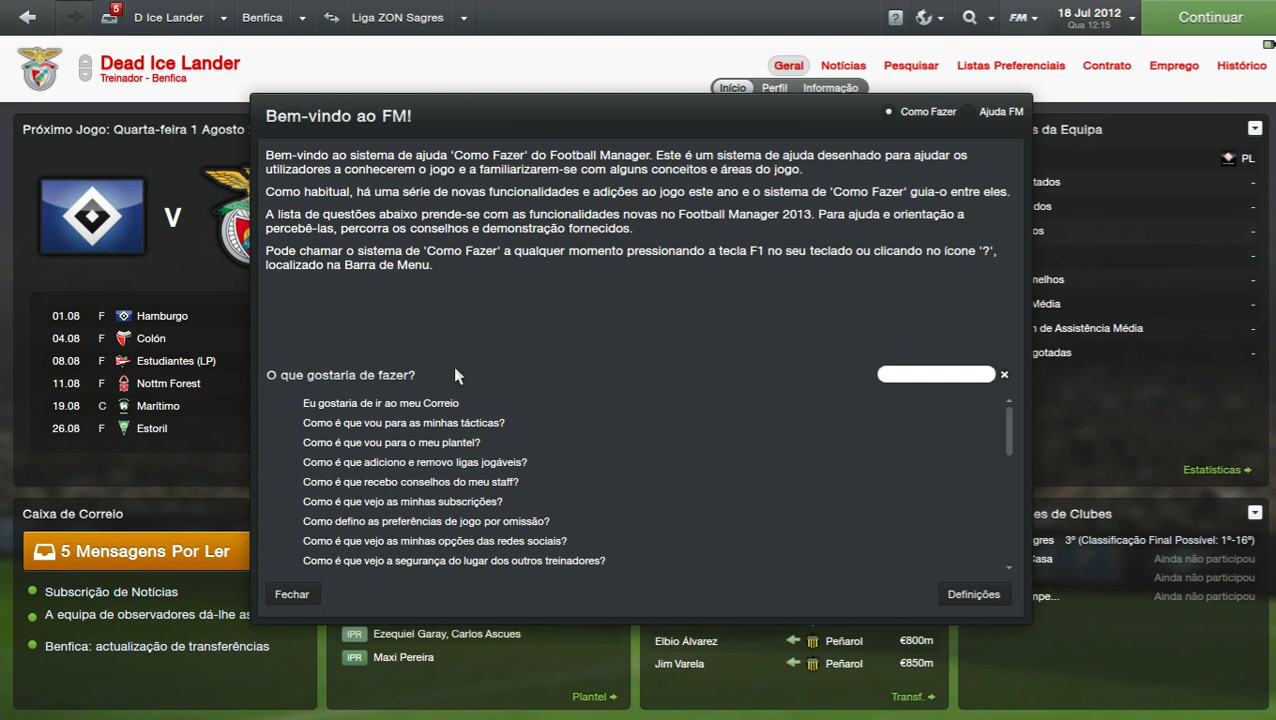 5
D Ice Lander
Benfica
Liga ZON Sagres
?
FM
18 Jul 2012
Qua 12:15
Continuar
Dead Ice Lander
Treinador - Benfica
Geral
Notícias
Pesquisar
Listas Preferenciais
Contrato
Emprego
Histórico
Início
Perfil
Informação
Próximo Jogo: Quarta-feira 1 Agosto
V
01.08 F Hamburgo
04.08 F Colón
08.08 F Estudiantes (LP)
11.08 F Nottm Forest
19.08 C Marítimo
26.08 F Estoril
Bem-vindo ao FM!
Como Fazer
Ajuda FM
Bem-vindo ao sistema de ajuda 'Como Fazer' do Football Manager. Este é um sistema de ajuda desenhado para ajudar os
utilizadores a conhecerem o jogo e a familiarizarem-se com alguns conceitos e áreas do jogo.
Como habitual, há uma série de novas funcionalidades e adições ao jogo este ano e o sistema de 'Como Fazer' guia-o entre eles.
A lista de questões abaixo prende-se com as funcionalidades novas no Football Manager 2013. Para ajuda e orientação a
percebê-las, percorra os conselhos e demonstração fornecidos.
Pode chamar o sistema de 'Como Fazer' a qualquer momento pressionando a tecla F1 no seu teclado ou clicando no ícone '?',
localizado na Barra de Menu.
O que gostaria de fazer?
Eu gostaria de ir ao meu Correio
Como é que vou para as minhas tácticas?
Como é que vou para o meu plantel?
Como é que adiciono e removo ligas jogáveis?
Como é que recebo conselhos do meu staff?
Como é que vejo as minhas subscrições?
Como defino as preferências de jogo por omissão?
Como é que vejo as minhas opções das redes sociais?
Como é que vejo a segurança do lugar dos outros treinadores?
Fechar
Definições
s da Equipa
PL
tados -
dos -
os -
-
melhos -
Média -
n de Assistência Média -
gotadas -
Estatísticas
Caixa de Correio
5 Mensagens Por Ler
Subscrição de Notícias
A equipa de observadores dá-lhe as
Benfica: actualização de transferências
IPR Ezequiel Garay, Carlos Ascues
IPR Maxi Pereira
Plantel
Elbio Álvarez Peñarol €800m
Jim Varela Peñarol €850m
Transf.
es de Clubes
gres 3º (Classificação Final Possível: 1º-16º)
Casa Ainda não participou
Ainda não participou
mpe... Ainda não participou